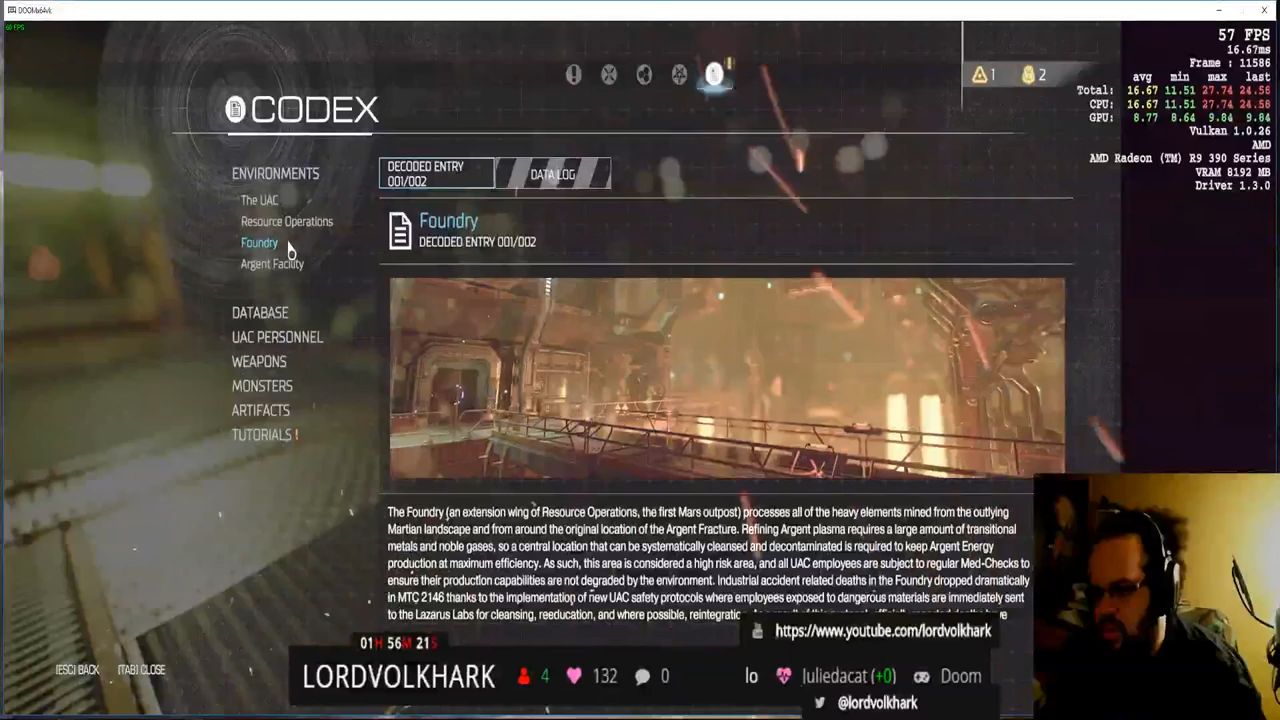 DOOMx64vk
60 FPS
57 FPS
16.67ms
Frame : 11586
avg min max last
Total: 16.67 11.51 27.74 24.58
CPU: 16.67 11.51 27.74 24.58
GPU: 8.77 8.64 9.84 9.84
Vulkan 1.0.26
AMD
AMD Radeon (TM) R9 390 Series
VRAM 8192 MB
Driver 1.3.0
1 2
CODEX
ENVIRONMENTS
The UAC
Resource Operations
Foundry
Argent Facility
DATABASE
UAC PERSONNEL
WEAPONS
MONSTERS
ARTIFACTS
TUTORIALS !
DECODED ENTRY
001/002
DATA LOG
Foundry
DECODED ENTRY 001/002
The Foundry (an extension wing of Resource Operations, the first Mars outpost) processes all of the heavy elements mined from the outlying
Martian landscape and from around the original location of the Argent Fracture. Refining Argent plasma requires a large amount of transitional
metals and noble gases, so a central location that can be systematically cleansed and decontaminated is required to keep Argent Energy
production at maximum efficiency. As such, this area is considered a high risk area, and all UAC employees are subject to regular Med-Checks to
ensure their production capabilities are not degraded by the environment. Industrial accident related deaths in the Foundry dropped dramatically
in MTC 2146 thanks to the implementation of new UAC safety protocols where employees exposed to dangerous materials are immediately sent
to the Lazarus Labs for cleansing, reeducation, and where possible, reintegration.
[ESC] BACK [TAB] CLOSE
01H 56M 21S
https://www.youtube.com/lordvolkhark
LORDVOLKHARK 4 132 0 lo Juliedacat (+0) Doom
@lordvolkhark